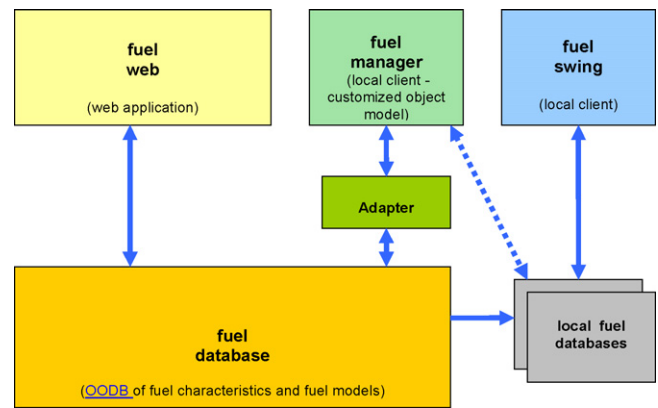 fuel
web
(web application)
fuel
manager
(local client -
customized object
model)
fuel
swing
(local client)
Adapter
fuel
database
(OODB of fuel characteristics and fuel models)
local fuel
databases